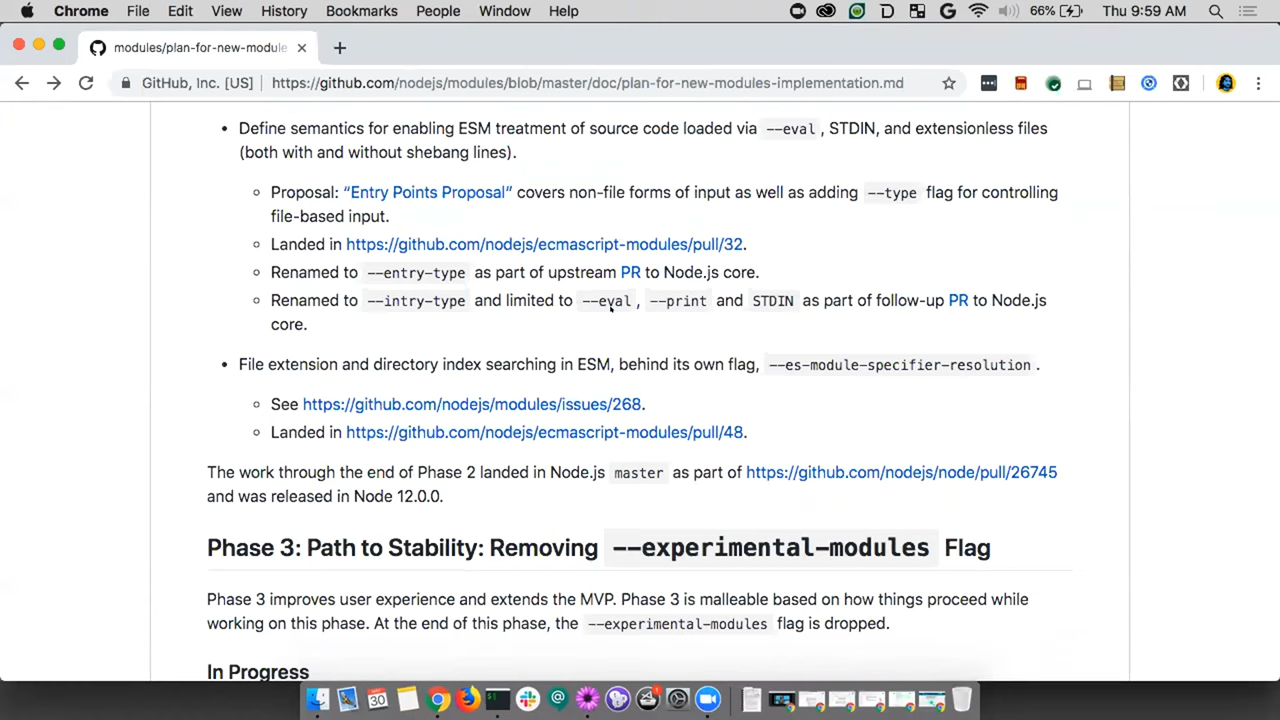 Chrome File Edit View History Bookmarks People Window Help 66% Thu 9:59 AM
modules/plan-for-new-module
GitHub, Inc. [US] https://github.com/nodejs/modules/blob/master/doc/plan-for-new-modules-implementation.md
• Define semantics for enabling ESM treatment of source code loaded via --eval, STDIN, and extensionless files
(both with and without shebang lines).
Proposal: “Entry Points Proposal” covers non-file forms of input as well as adding --type flag for controlling
file-based input.
Landed in https://github.com/nodejs/ecmascript-modules/pull/32.
Renamed to --entry-type as part of upstream PR to Node.js core.
Renamed to --intry-type and limited to --eval, --print and STDIN as part of follow-up PR to Node.js
core.
• File extension and directory index searching in ESM, behind its own flag, --es-module-specifier-resolution.
See https://github.com/nodejs/modules/issues/268.
Landed in https://github.com/nodejs/ecmascript-modules/pull/48.
The work through the end of Phase 2 landed in Node.js master as part of https://github.com/nodejs/node/pull/26745
and was released in Node 12.0.0.
Phase 3: Path to Stability: Removing --experimental-modules Flag
Phase 3 improves user experience and extends the MVP. Phase 3 is malleable based on how things proceed while
working on this phase. At the end of this phase, the --experimental-modules flag is dropped.
In Progress
30